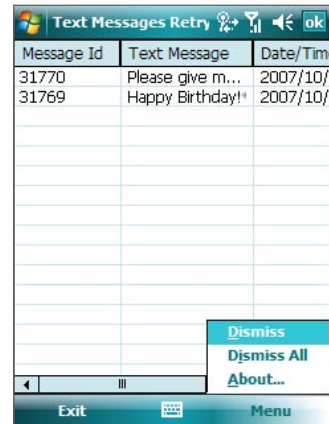 Text Messages Retry ok
Message Id Text Message Date/Tim
31770 Please give m... 2007/10/
31769 Happy Birthday! 2007/10/
Dismiss
Dismiss All
About...
Exit Menu